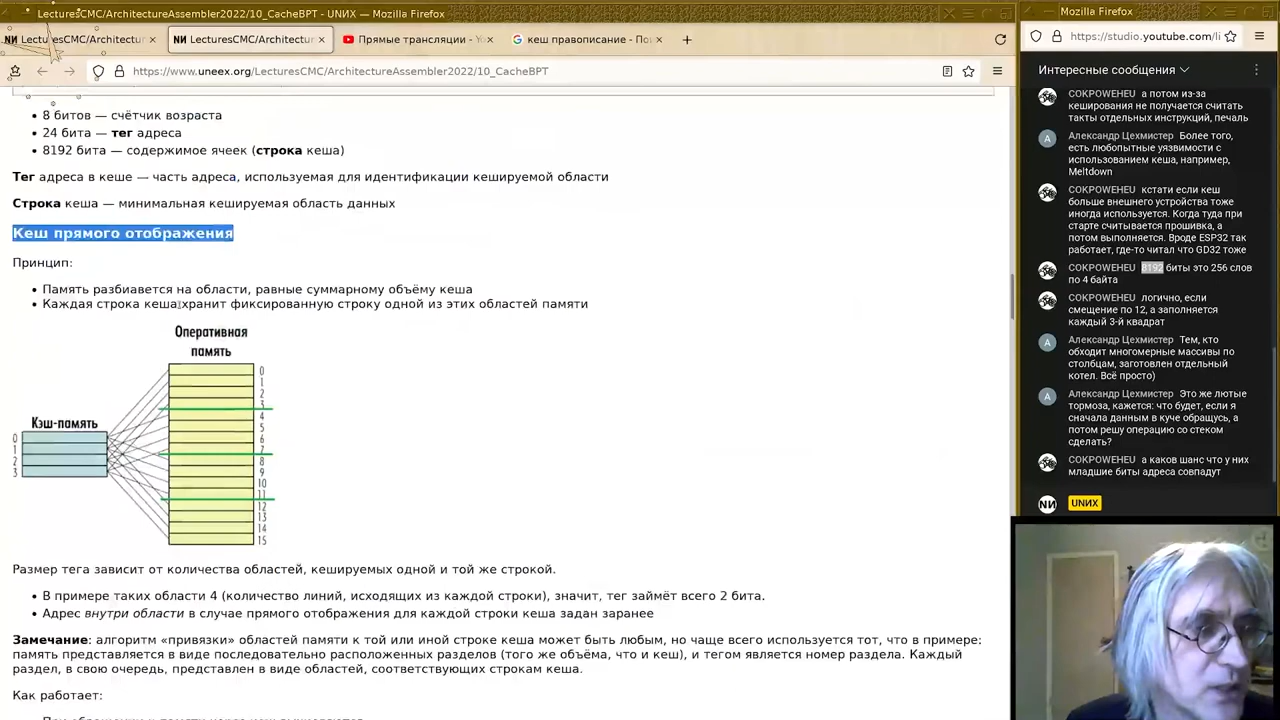 LecturesCMC/ArchitectureAssembler2022/10_CacheBPT - UNИX — Mozilla Firefox
LecturesCMC/Architectur
LecturesCMC/Architectur
Прямые трансляции - Yo
кеш правописание - Пои
https://www.uneex.org/LecturesCMC/ArchitectureAssembler2022/10_CacheBPT
8 битов — счётчик возраста
24 бита — тег адреса
8192 бита — содержимое ячеек (строка кеша)
Тег адреса в кеше — часть адреса, используемая для идентификации кешируемой области
Строка кеша — минимальная кешируемая область данных
Кеш прямого отображения
Принцип:
Память разбиавется на области, равные суммарному объёму кеша
Каждая строка кеша хранит фиксированную строку одной из этих областей памяти
Оперативная
память
Кэш-память
0
1
2
3
0
1
2
3
4
5
6
7
8
9
10
11
12
13
14
15
Размер тега зависит от количества областей, кешируемых одной и той же строкой.
В примере таких области 4 (количество линий, исходящих из каждой строки), значит, тег займёт всего 2 бита.
Адрес внутри области в случае прямого отображения для каждой строки кеша задан заранее
Замечание: алгоритм «привязки» областей памяти к той или иной строке кеша может быть любым, но чаще всего используется тот, что в примере:
память представляется в виде последовательно расположенных разделов (того же объёма, что и кеш), и тегом является номер раздела. Каждый
раздел, в свою очередь, представлен в виде областей, соответствующих строкам кеша.
Как работает:
Mozilla Firefox
https://studio.youtube.com/li
Интересные сообщения
COKPOWEHEU а потом из-за
кеширования не получается считать
такты отдельных инструкций, печаль
А
Александр Цехмистер Более того,
есть любопытные уязвимости с
использованием кеша, например,
Meltdown
COKPOWEHEU кстати если кеш
больше внешнего устройства тоже
иногда используется. Когда туда при
старте считывается прошивка, а
потом выполняется. Вроде ESP32 так
работает, где-то читал что GD32 тоже
COKPOWEHEU 8192 биты это 256 слов
по 4 байта
COKPOWEHEU логично, если
смещение по 12, а заполняется
каждый 3-й квадрат
А
Александр Цехмистер Тем, кто
обходит многомерные массивы по
столбцам, заготовлен отдельный
котел. Всё просто)
А
Александр Цехмистер Это же лютые
тормоза, кажется: что будет, если я
сначала данным в куче обращусь, а
потом решу операцию со стеком
сделать?
COKPOWEHEU а каков шанс что у них
младшие биты адреса совпадут
NИ
UNIX